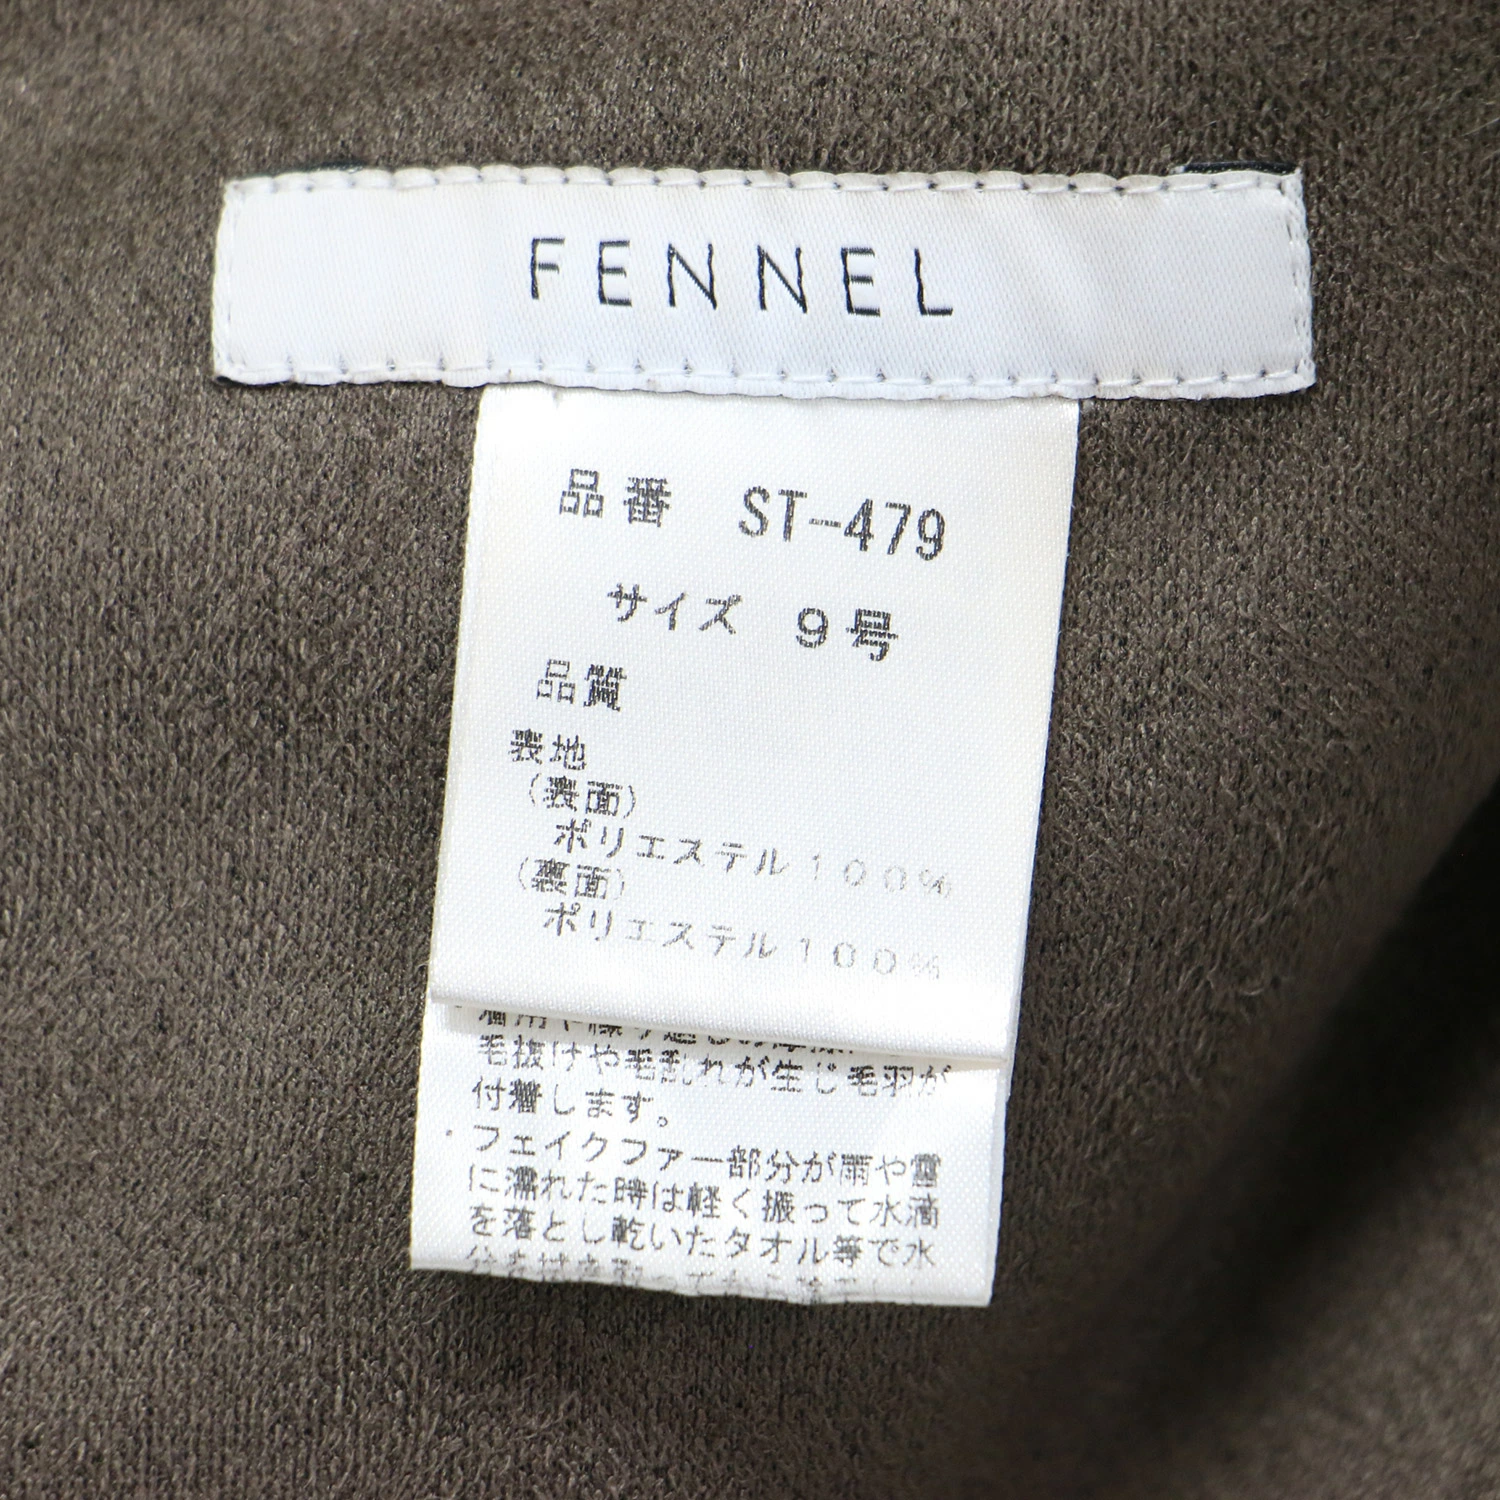 FENNEL
品番 ST-479
サイズ 9号
品質
表地
(表面)
ポリエステル100%
(裏面)
ポリエステル100%
毛抜けや毛乱れが生じ毛羽が
付着します。
・フェイクファー部分が雨や雪
に濡れた時は軽く振って水滴
を落とし乾いたタオル等で水